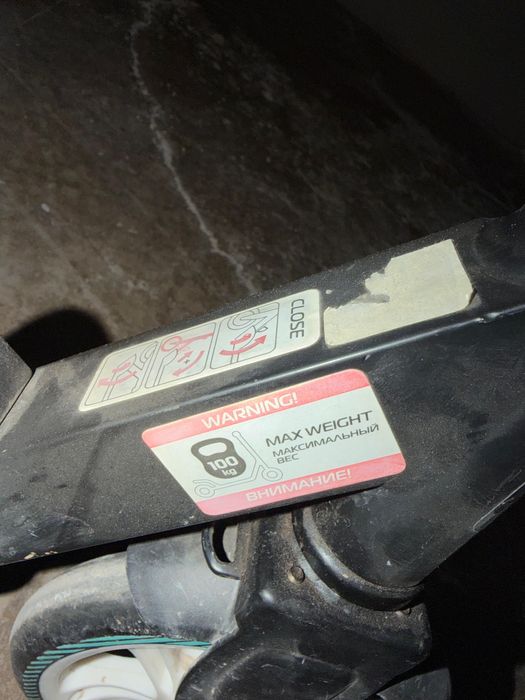 CLOSE
WARNING!
100
kg
MAX WEIGHT
МАКСИМАЛЬНЫЙ
ВЕС
ВНИМАНИЕ!